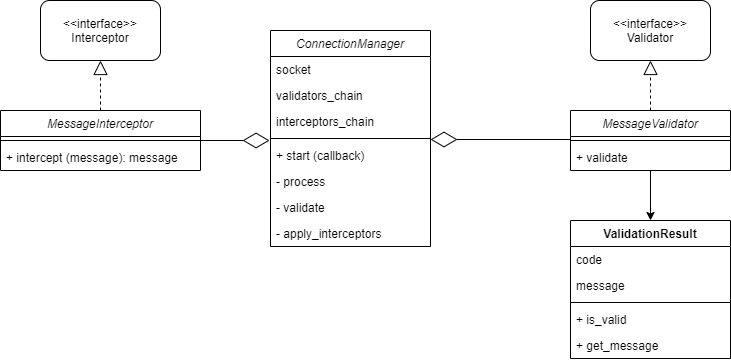 <<interface>>
Interceptor
MessageInterceptor
+ intercept (message): message
ConnectionManager
socket
validators_chain
interceptors_chain
+ start (callback)
- process
- validate
- apply_interceptors
<<interface>>
Validator
MessageValidator
+ validate
ValidationResult
code
message
+ is_valid
+ get_message